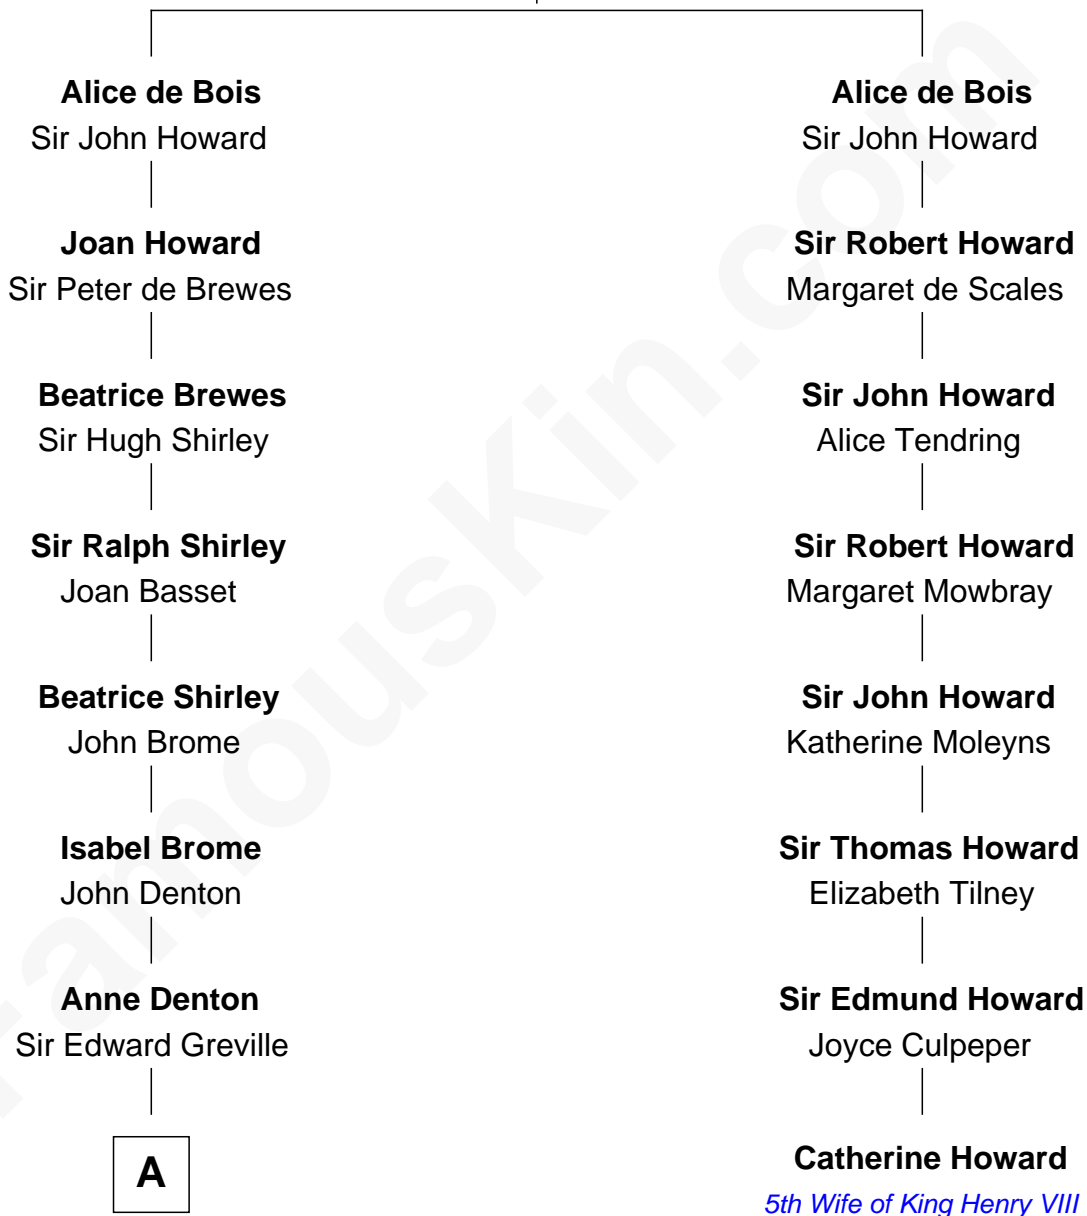 Alice de Bois
Sir John Howard
Joan Howard
Sir Peter de Brewes
Beatrice Brewes
Sir Hugh Shirley
Sir Ralph Shirley
Joan Basset
Beatrice Shirley
John Brome
Isabel Brome
John Denton
Anne Denton
Sir Edward Greville
A
Alice de Bois
Sir John Howard
Sir Robert Howard
Margaret de Scales
Sir John Howard
Alice Tendring
Sir Robert Howard
Margaret Mowbray
Sir John Howard
Katherine Moleyns
Sir Thomas Howard
Elizabeth Tilney
Sir Edmund Howard
Joyce Culpeper
Catherine Howard
5th Wife of King Henry VIII
FamousKin.com